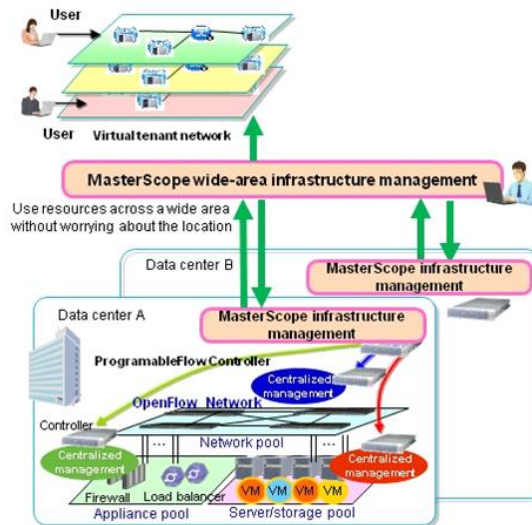 User
User
Virtual tenant network
MasterScope wide-area infrastructure management
Use resources across a wide area
without worrying about the location
Data center B
MasterScope infrastructure
management
Data center A
MasterScope infrastructure
management
ProgramableFlow Controller
Centralized
management
OpenFlow Network
Controller
Network pool
Centralized
management
Centralized
management
Firewall
Load balancer
VM VM VM VM
Appliance pool
Server/storage pool